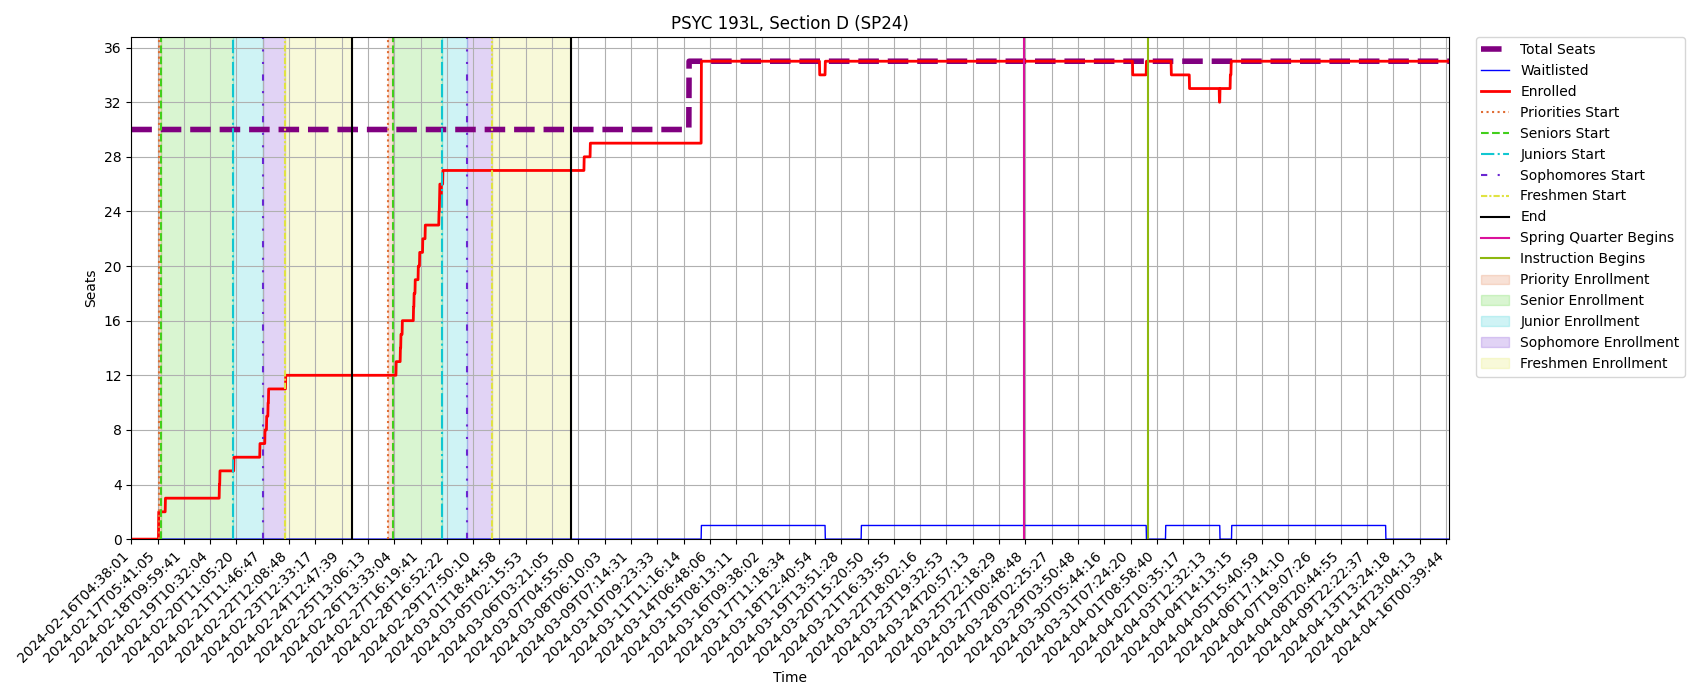 PSYC 193L, Section D (SP24)
36
32
28
24
20
16
12
8
4
0
Seats
2024-02-16T04:38:01
2024-02-17T05:41:05
2024-02-18T09:59:41
2024-02-19T10:32:04
2024-02-20T11:05:20
2024-02-21T11:46:47
2024-02-22T12:08:48
2024-02-23T12:33:17
2024-02-24T12:47:39
2024-02-25T13:06:13
2024-02-26T13:33:04
2024-02-27T16:19:41
2024-02-28T16:52:22
2024-02-29T17:50:10
2024-03-01T18:44:58
2024-03-05T02:15:53
2024-03-06T03:21:05
2024-03-07T04:55:00
2024-03-08T06:10:03
2024-03-09T07:14:31
2024-03-10T09:23:33
2024-03-11T11:16:14
2024-03-14T06:48:06
2024-03-15T08:13:11
2024-03-16T09:38:02
2024-03-17T11:18:34
2024-03-18T12:40:54
2024-03-19T13:51:28
2024-03-20T15:20:50
2024-03-21T16:33:55
2024-03-22T18:02:16
2024-03-23T19:32:53
2024-03-24T20:57:13
2024-03-25T22:18:29
2024-03-27T00:48:48
2024-03-28T02:25:27
2024-03-29T03:50:48
2024-03-30T05:44:16
2024-03-31T07:24:20
2024-04-01T08:58:40
2024-04-02T10:35:17
2024-04-03T12:32:13
2024-04-04T14:13:15
2024-04-05T15:40:59
2024-04-06T17:14:10
2024-04-07T19:07:26
2024-04-08T20:44:55
2024-04-09T22:22:37
2024-04-13T13:24:18
2024-04-14T23:04:13
2024-04-16T00:39:44
Time
Total Seats
Waitlisted
Enrolled
Priorities Start
Seniors Start
Juniors Start
Sophomores Start
Freshmen Start
End
Spring Quarter Begins
Instruction Begins
Priority Enrollment
Senior Enrollment
Junior Enrollment
Sophomore Enrollment
Freshmen Enrollment